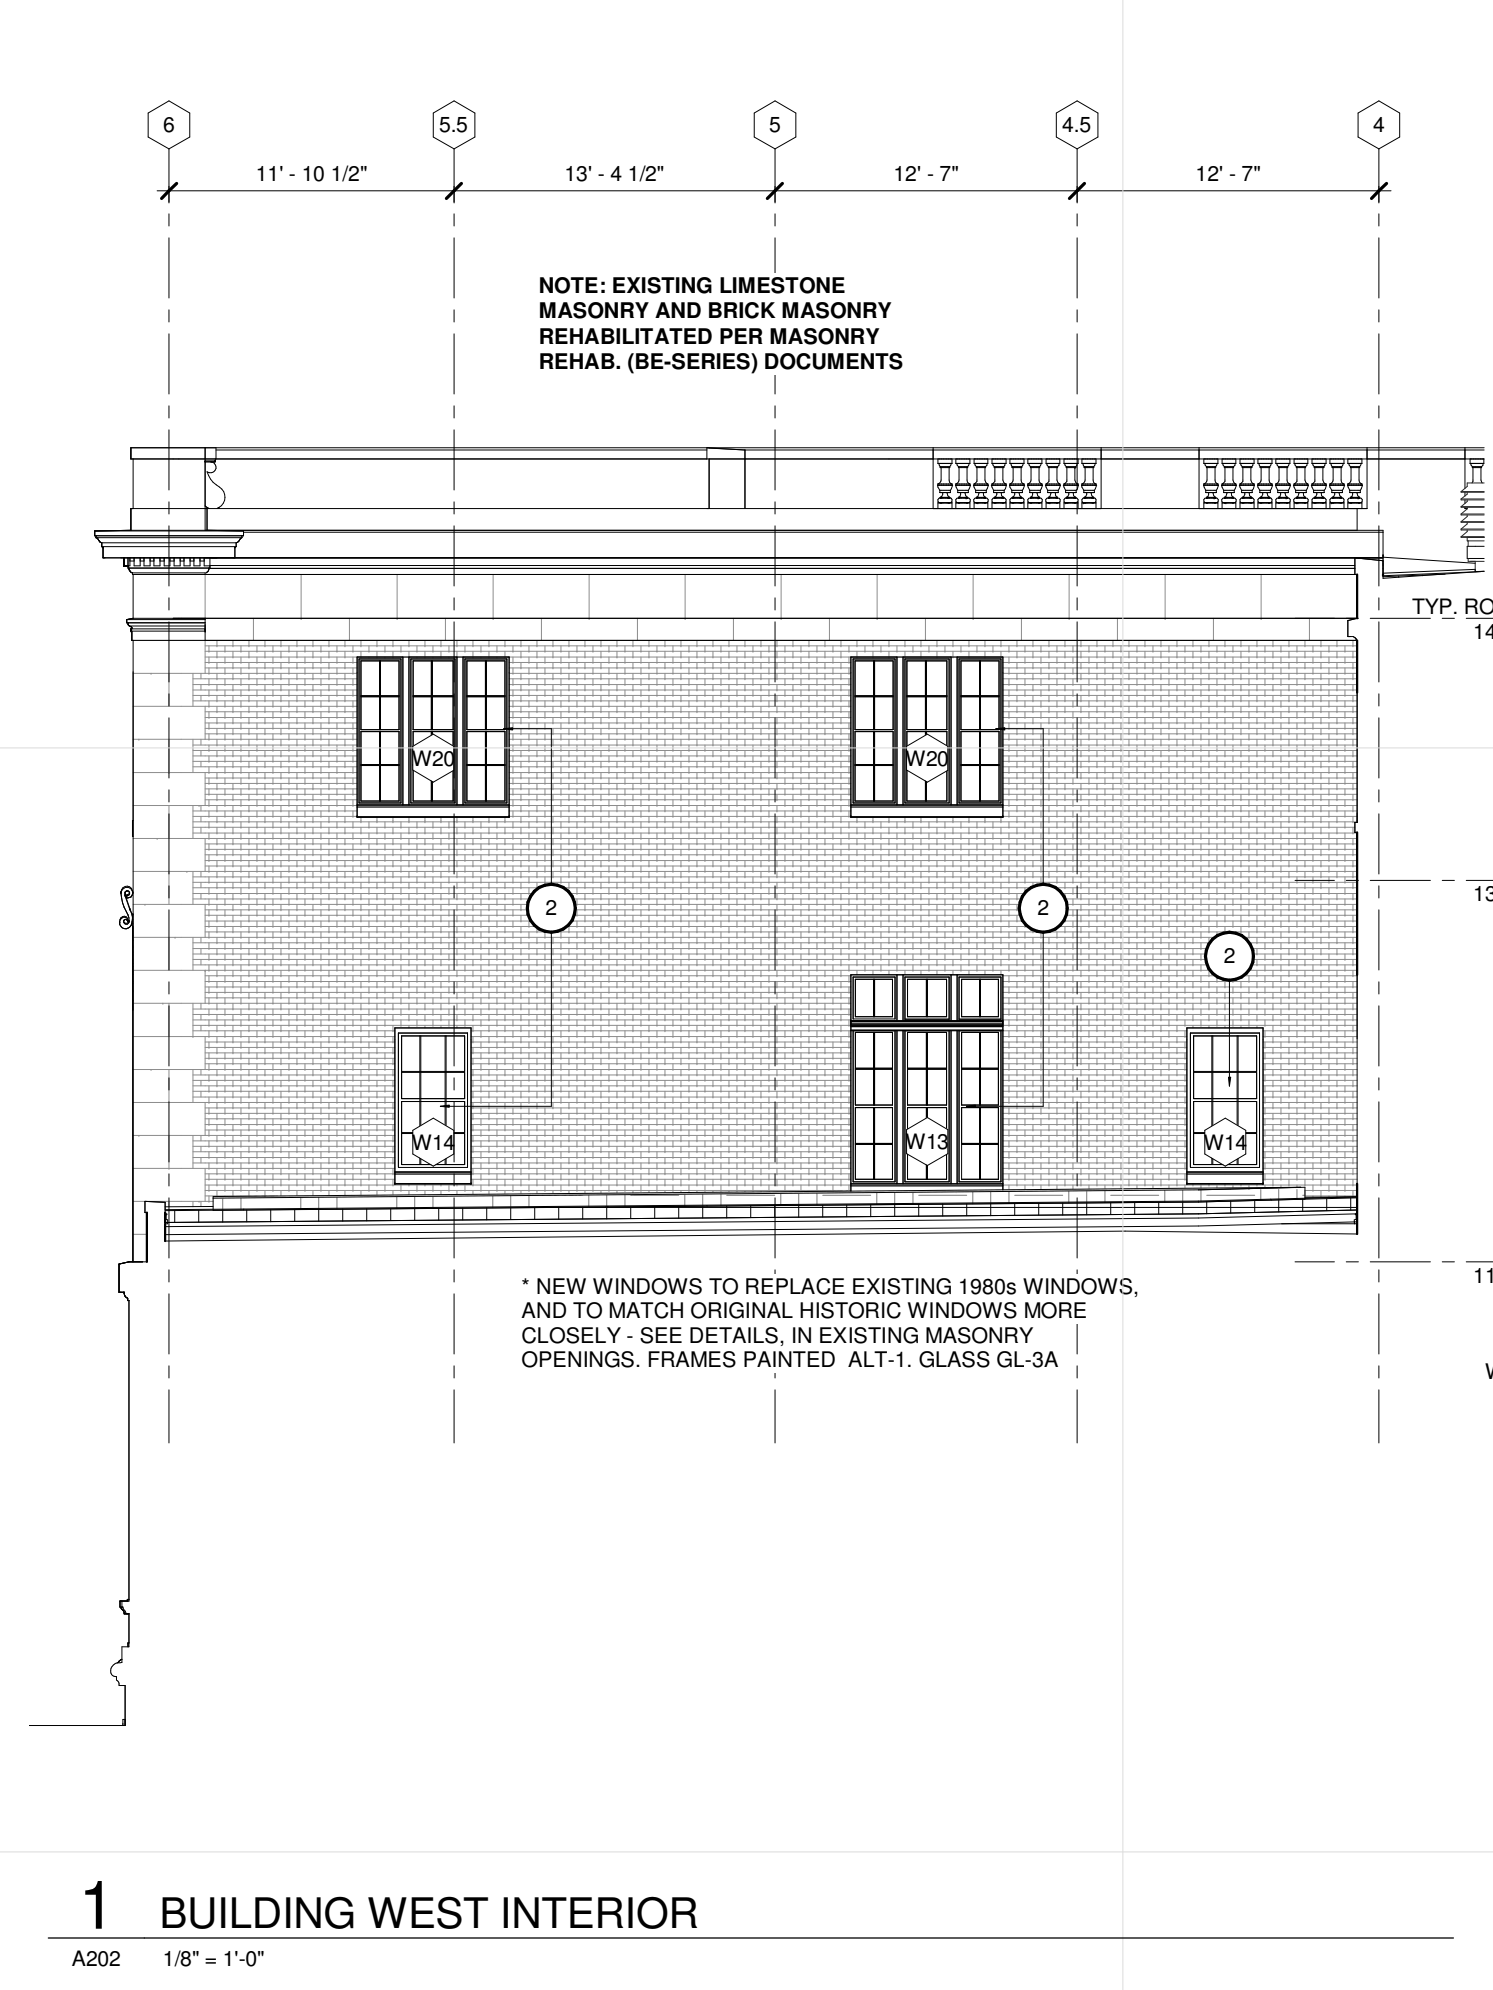 6 5.5 5 4.5 4
11' - 10 1/2" 13' - 4 1/2" 12' - 7" 12' - 7"
NOTE: EXISTING LIMESTONE
MASONRY AND BRICK MASONRY
REHABILITATED PER MASONRY
REHAB. (BE-SERIES) DOCUMENTS
TYP. RO
14
W20 W20
2 2
13
2
W14 W13 W14
11
* NEW WINDOWS TO REPLACE EXISTING 1980s WINDOWS,
AND TO MATCH ORIGINAL HISTORIC WINDOWS MORE
CLOSELY - SEE DETAILS, IN EXISTING MASONRY
OPENINGS. FRAMES PAINTED ALT-1. GLASS GL-3A
1 BUILDING WEST INTERIOR
A202 1/8" = 1'-0"